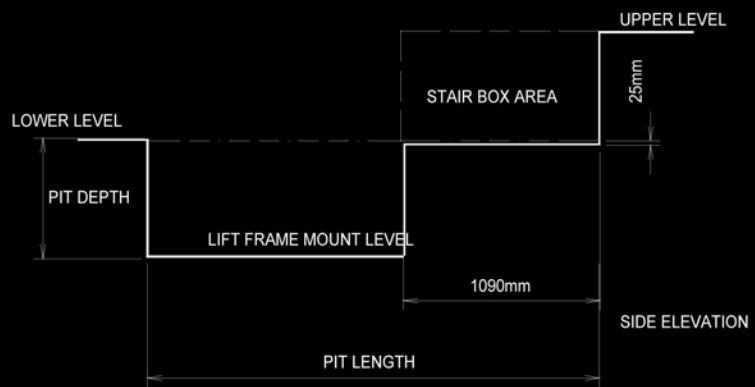 UPPER LEVEL
25mm
STAIR BOX AREA
LOWER LEVEL
PIT DEPTH
LIFT FRAME MOUNT LEVEL
1090mm
SIDE ELEVATION
PIT LENGTH